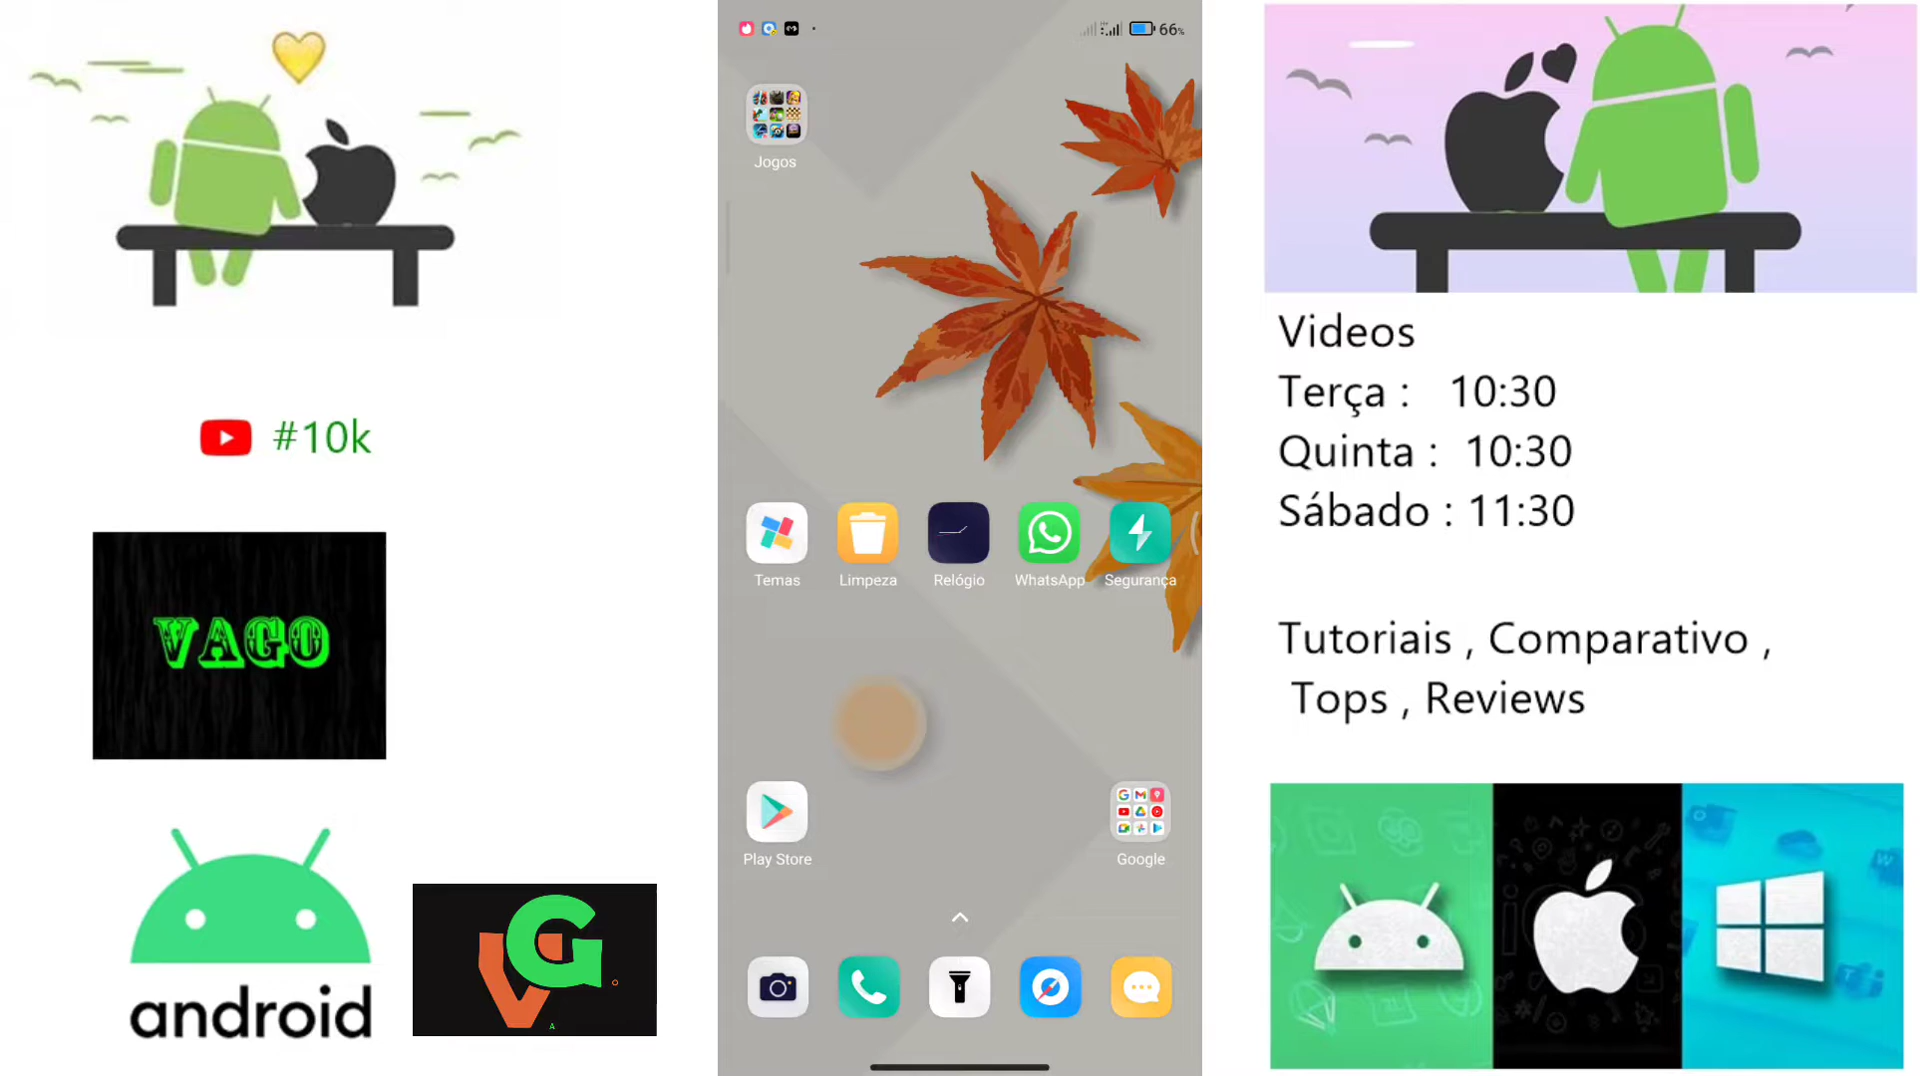 #10k
VAGO
android
VG
A
66%
Jogos
Temas
Limpeza
Relógio
WhatsApp
Segurança
Play Store
Google
Videos
Terça : 10:30
Quinta : 10:30
Sábado : 11:30
Tutoriais , Comparativo ,
Tops , Reviews